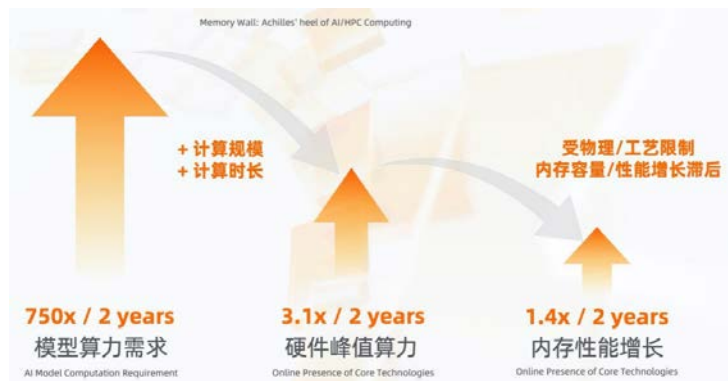 Memory Wall: Achilles' heel of AI/HPC Computing
+ 计算规模
+ 计算时长
受物理/工艺限制
内存容量/性能增长滞后
750x / 2 years
3.1x / 2 years
1.4x / 2 years
模型算力需求
硬件峰值算力
内存性能增长
AI Model Computation Requirement
Online Presence of Core Technologies
Online Presence of Core Technologies